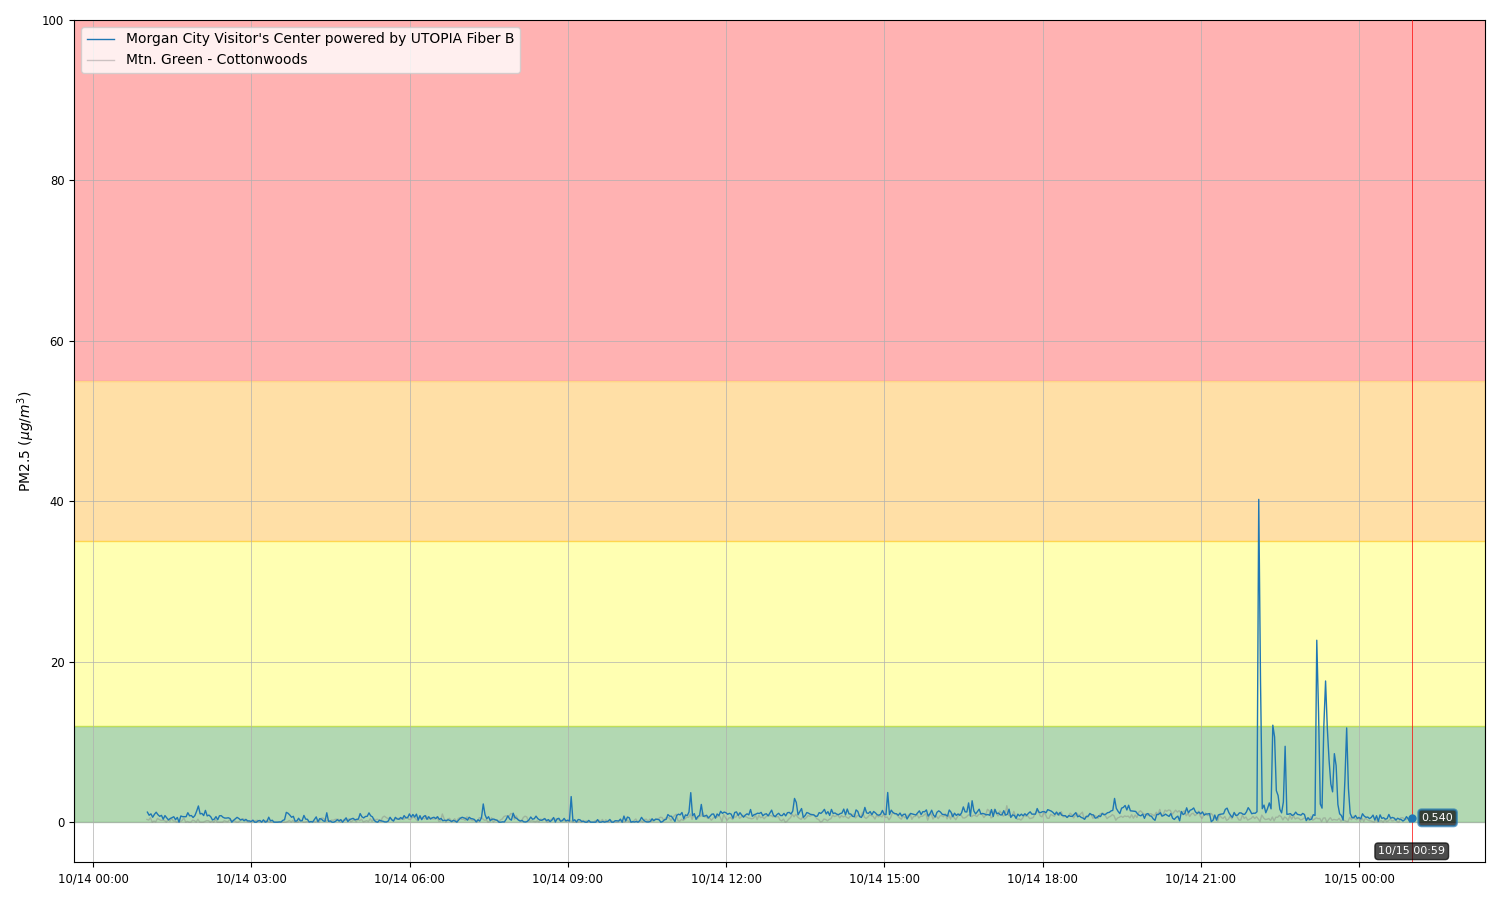 100
Morgan City Visitor's Center powered by UTOPIA Fiber B
Mtn. Green - Cottonwoods
80
60
PM2.5 (µg/m³)
40
20
0
0.540
10/15 00:59
10/14 00:00 10/14 03:00 10/14 06:00 10/14 09:00 10/14 12:00 10/14 15:00 10/14 18:00 10/14 21:00 10/15 00:00